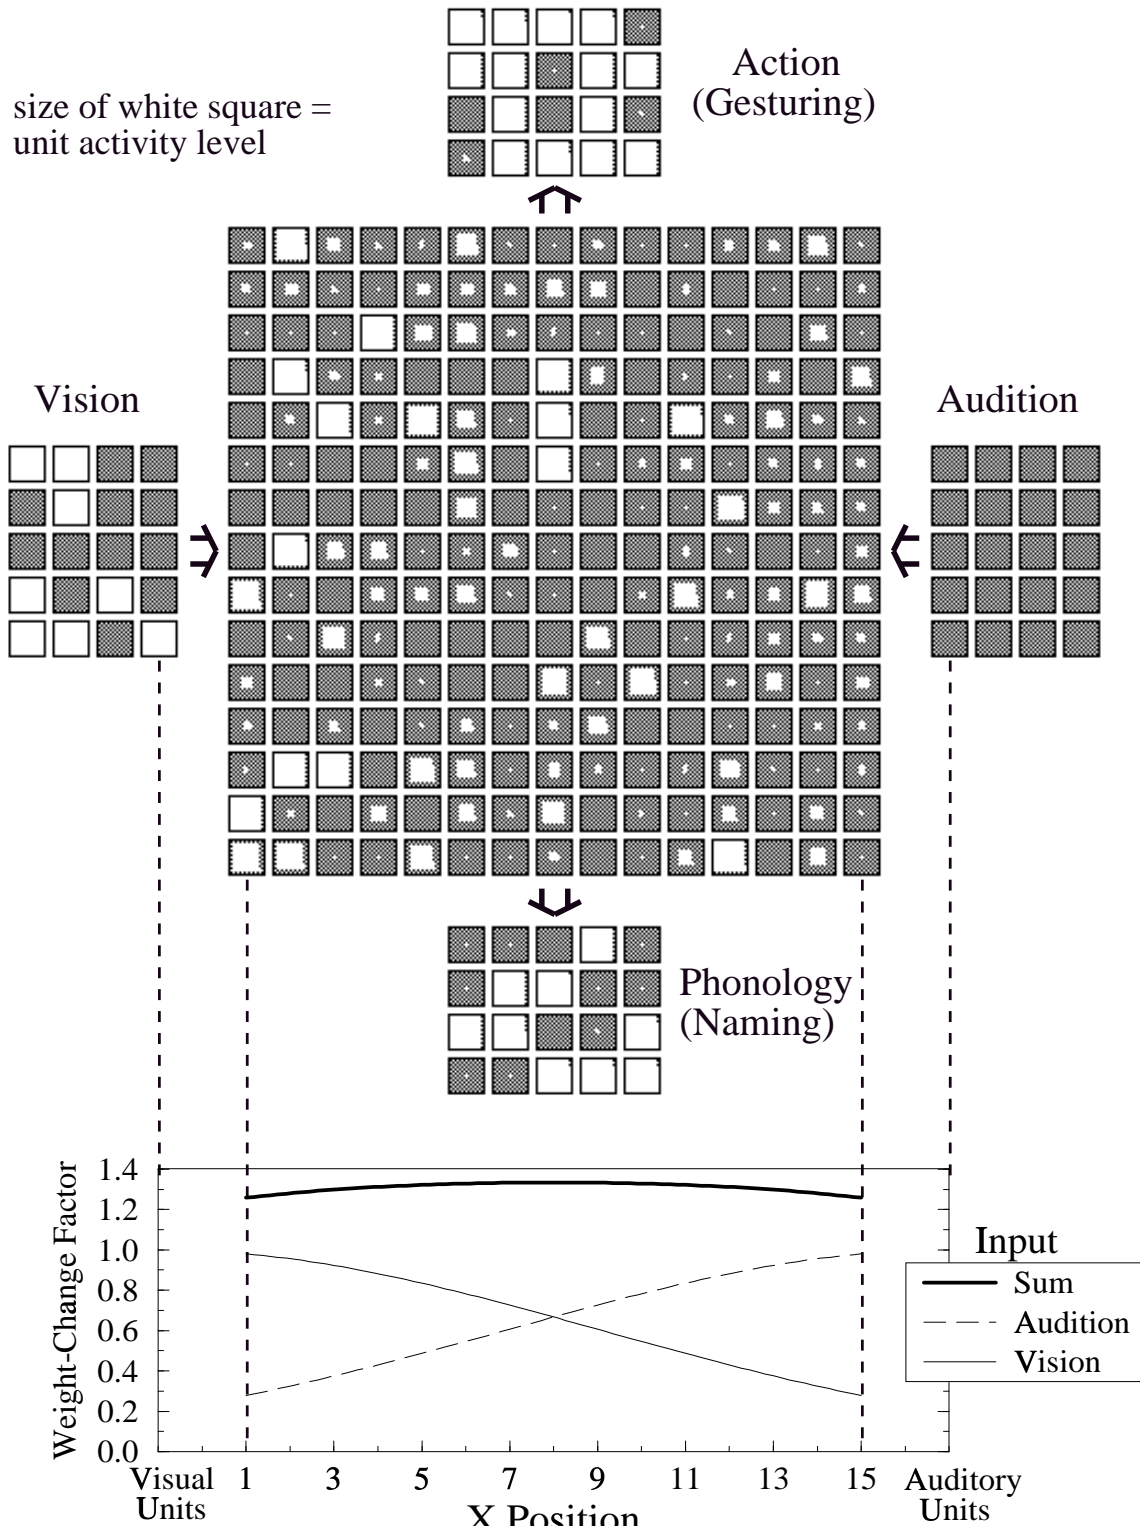 Action
(Gesturing)
size of white square =
unit activity level
Vision
Audition
Phonology
(Naming)
Weight-Change Factor
1.4
1.2
1.0
0.8
0.6
0.4
0.2
0.0
Input
Sum
Audition
Vision
Visual
Units
1 3 5 7 9 11 13 15
Auditory
Units
X Position